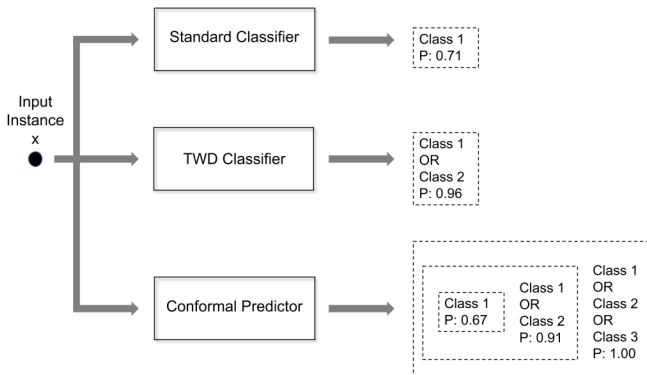 Standard Classifier
Class 1
P: 0.71
Input
Instance
x
TWD Classifier
Class 1
OR
Class 2
P: 0.96
Conformal Predictor
Class 1
P: 0.67
Class 1
OR
Class 2
P: 0.91
Class 1
OR
Class 2
OR
Class 3
P: 1.00